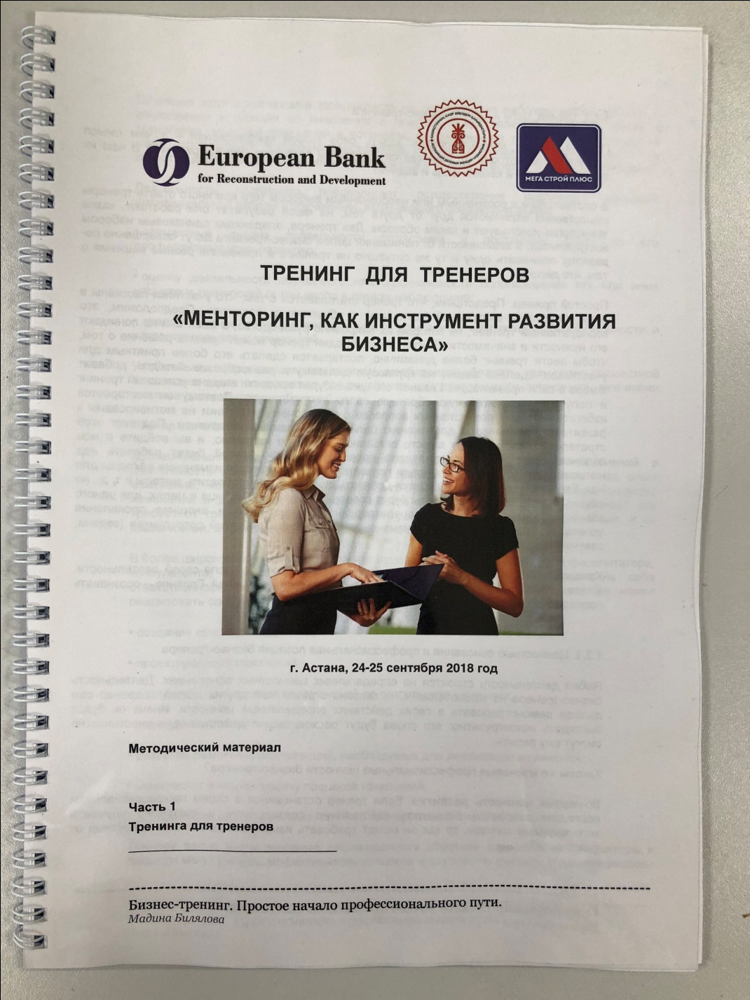 European Bank
for Reconstruction and Development
МЕГА СТРОЙ ПЛЮС
ТРЕНИНГ ДЛЯ ТРЕНЕРОВ
«МЕНТОРИНГ, КАК ИНСТРУМЕНТ РАЗВИТИЯ
БИЗНЕСА»
г. Астана, 24-25 сентября 2018 год
Методический материал
Часть 1
Тренинга для тренеров
Бизнес-тренинг. Простое начало профессионального пути.
Мадина Билялова